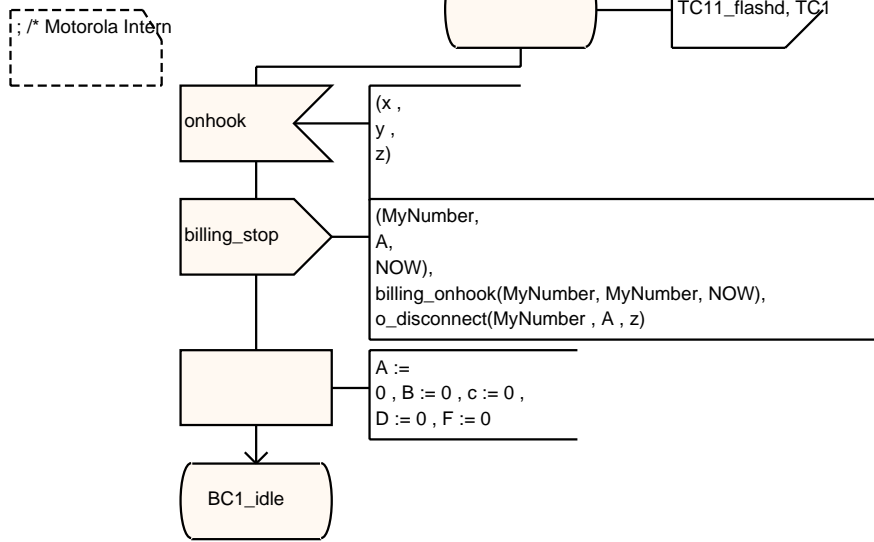 ; /* Motorola Intern
TC11_flashd, TC1
onhook
(x ,
y ,
z)
billing_stop
(MyNumber,
A,
NOW),
billing_onhook(MyNumber, MyNumber, NOW),
o_disconnect(MyNumber , A , z)
A :=
0 , B := 0 , c := 0 ,
D := 0 , F := 0
BC1_idle